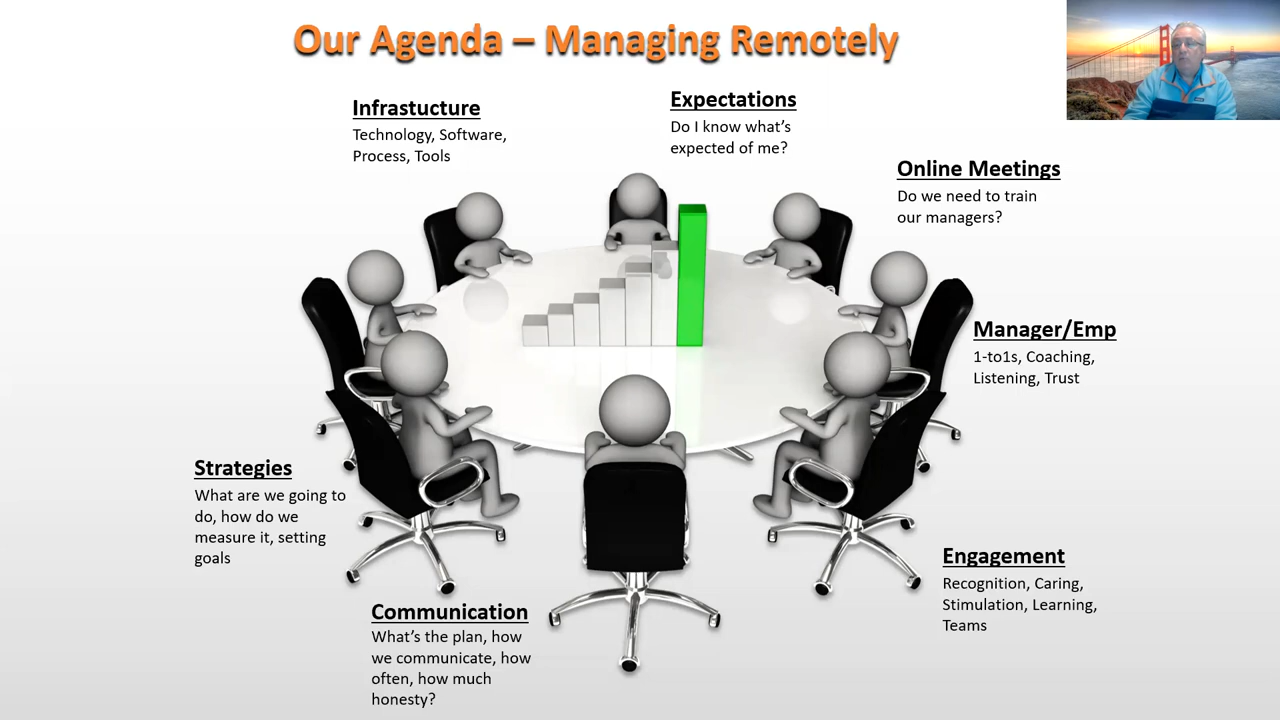 Our Agenda – Managing Remotely
Infrastucture
Technology, Software,
Process, Tools
Expectations
Do I know what's
expected of me?
Online Meetings
Do we need to train
our managers?
Manager/Emp
1-to1s, Coaching,
Listening, Trust
Strategies
What are we going to
do, how do we
measure it, setting
goals
Engagement
Recognition, Caring,
Stimulation, Learning,
Teams
Communication
What's the plan, how
we communicate, how
often, how much
honesty?